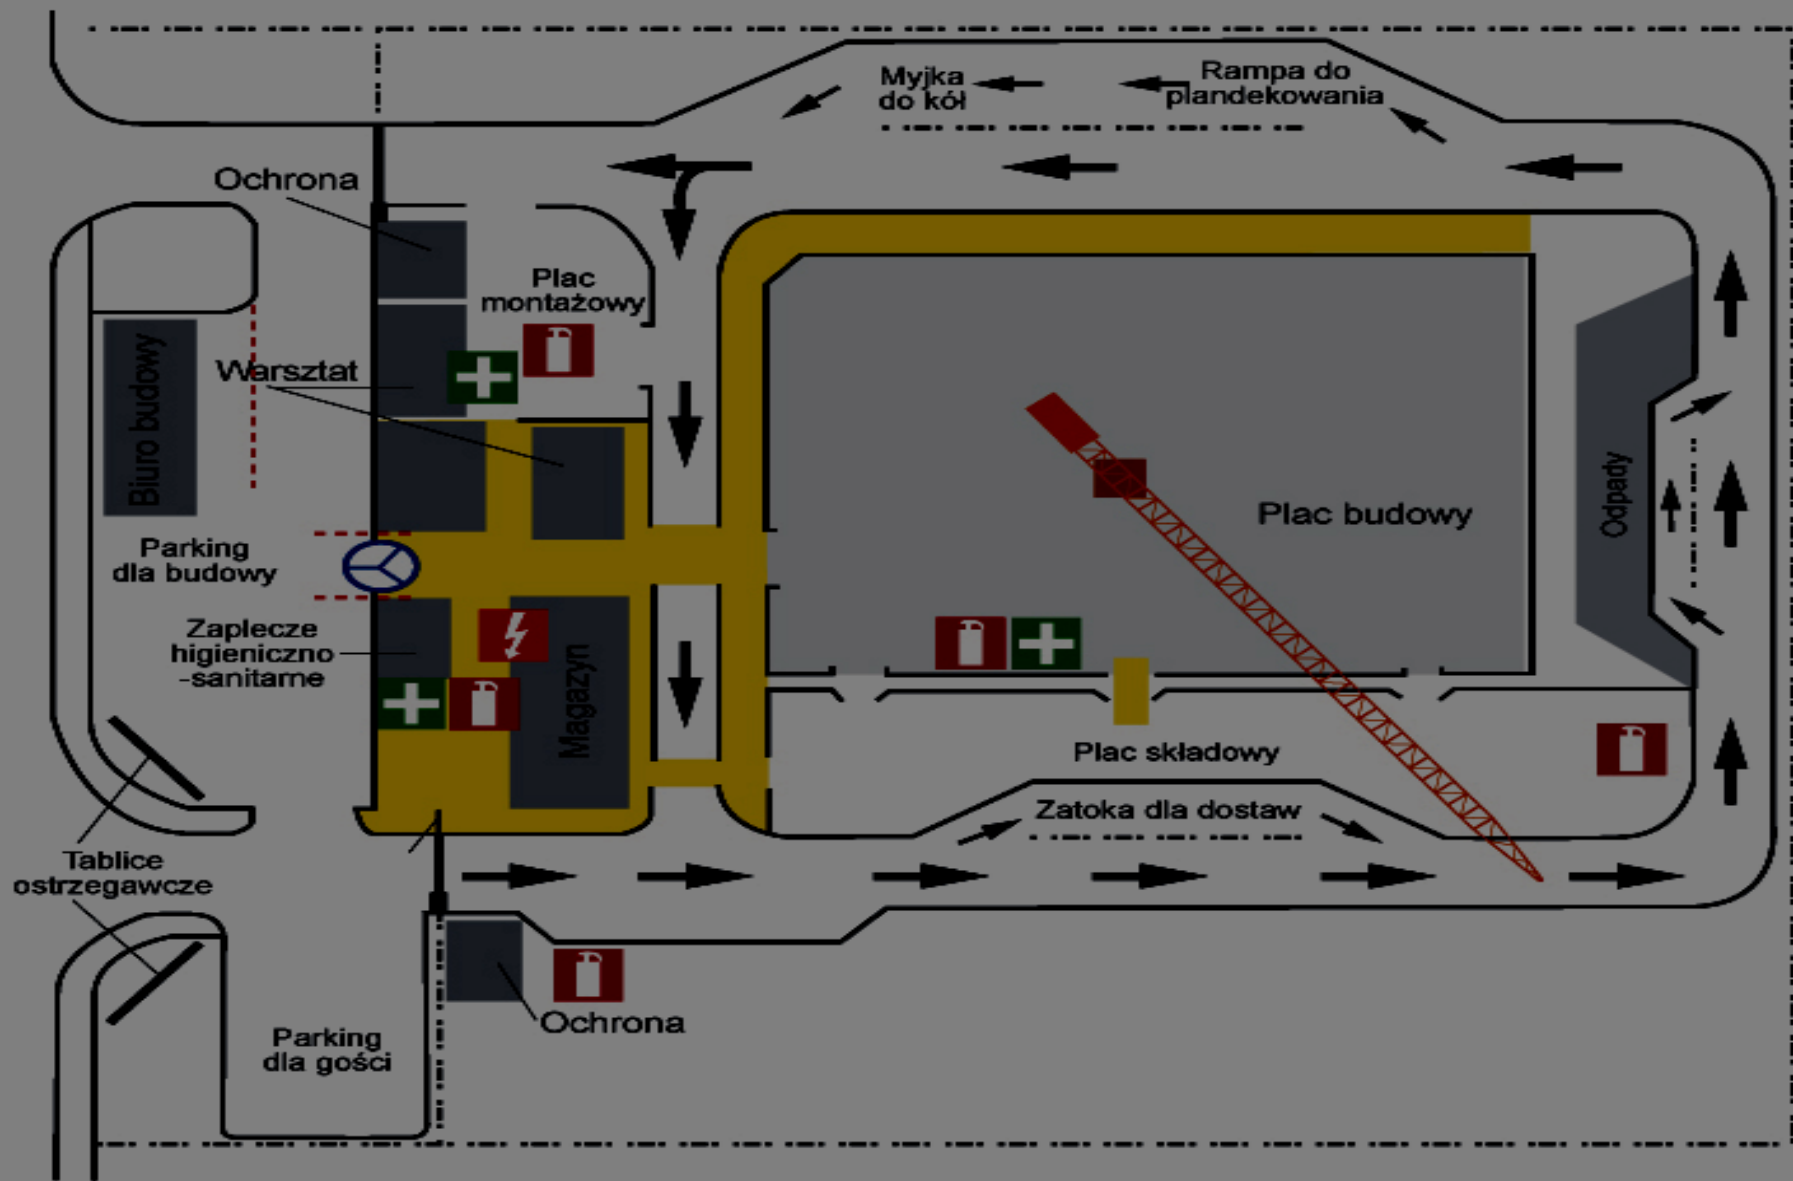 Myjka
do kół
Rampa do
plandekowania
Ochrona
Plac
montażowy
Warsztat
Biuro budowy
Plac budowy
Odpady
Parking
dla budowy
Zaplecze
higieniczno
-sanitarne
Magazyn
Plac składowy
Zatoka dla dostaw
Tablice
ostrzegawcze
Ochrona
Parking
dla gości